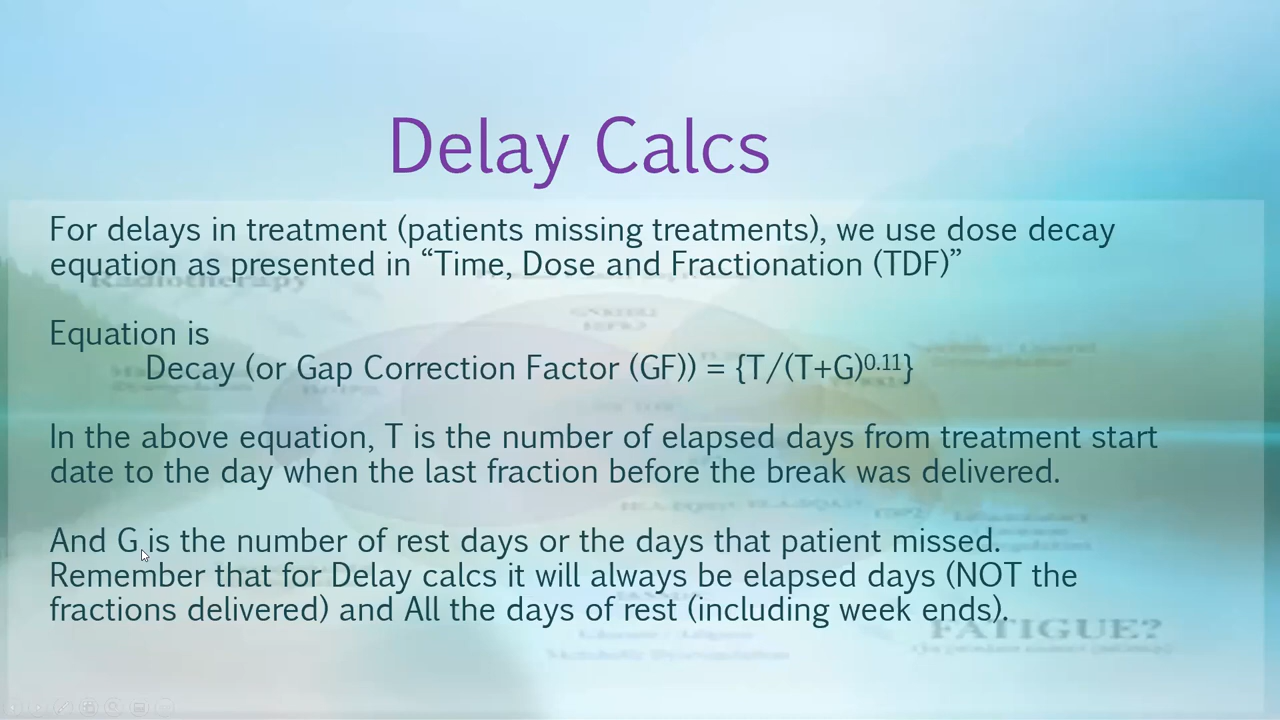 Delay Calcs
For delays in treatment (patients missing treatments), we use dose decay
equation as presented in “Time, Dose and Fractionation (TDF)”
Equation is
Decay (or Gap Correction Factor (GF)) = {T/(T+G)^0.11}
In the above equation, T is the number of elapsed days from treatment start
date to the day when the last fraction before the break was delivered.
And G is the number of rest days or the days that patient missed.
Remember that for Delay calcs it will always be elapsed days (NOT the
fractions delivered) and All the days of rest (including week ends).
Radiotherapy
FATIGUE?